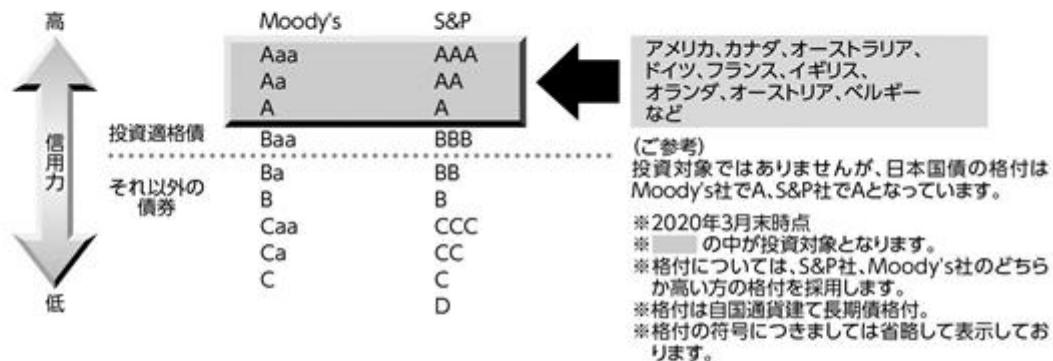 高
信用力
低
Moody's S&P
Aaa AAA
Aa AA
A A
投資適格債
Baa BBB
それ以外の
債券
Ba BB
B B
Caa CCC
Ca CC
C C
D
アメリカ、カナダ、オーストラリア、
ドイツ、フランス、イギリス、
オランダ、オーストリア、ベルギー
など
(ご参考)
投資対象ではありませんが、日本国債の格付は
Moody's社でA、S&P社でAとなっています。
※2020年3月末時点
※ の中が投資対象となります。
※格付については、S&P社、Moody's社のどちら
か高い方の格付を採用します。
※格付は自国通貨建て長期債格付。
※格付の符号につきましては省略して表示してお
ります。